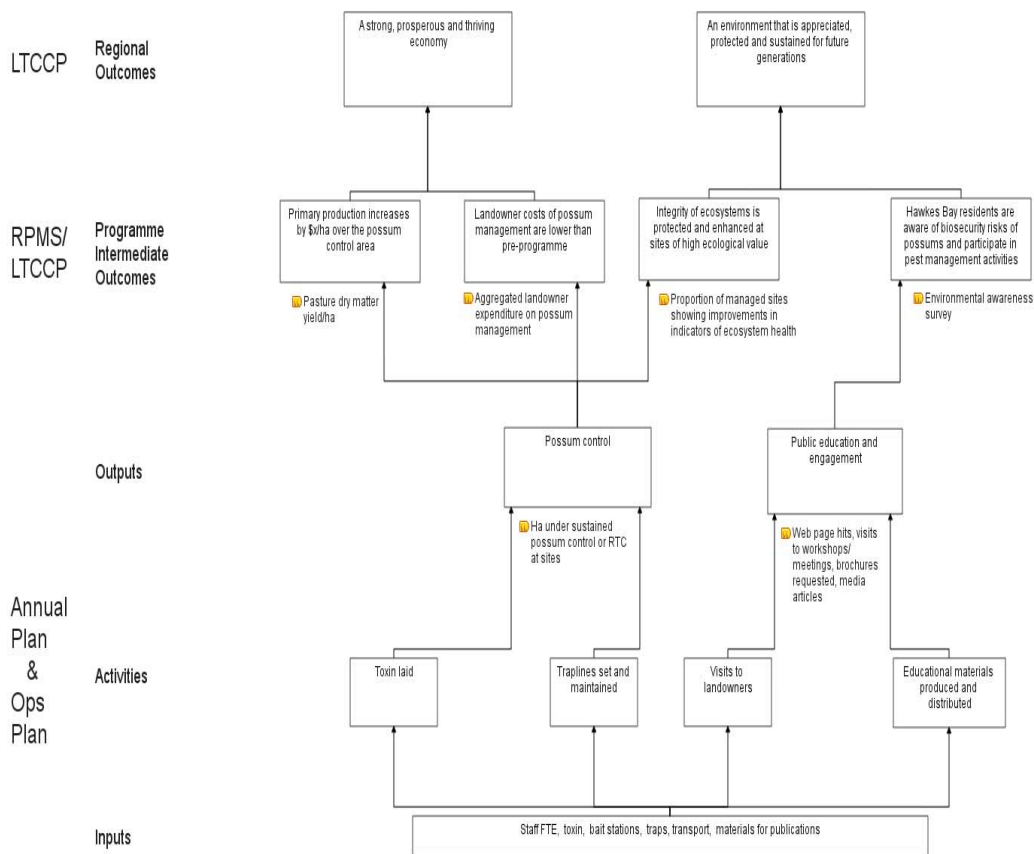 LTCCP
Regional
Outcomes
A strong, prosperous and thriving
economy
An environment that is appreciated,
protected and sustained for future
generations
RPMS/
LTCCP
Programme
Intermediate
Outcomes
Primary production increases
by $x/ha over the possum
control area
Landowner costs of possum
management are lower than
pre-programme
Integrity of ecosystems is
protected and enhanced at
sites of high ecological value
Hawkes Bay residents are
aware of biosecurity risks of
possums and participate in
pest management activities
Pasture dry matter
yield/ha
Aggregated landowner
expenditure on possum
management
Proportion of managed sites
showing improvements in
indicators of ecosystem health
Environmental awareness
survey
Outputs
Possum control
Public education and
engagement
Ha under sustained
possum control or RTC
at sites
Web page hits, visits
to workshops/
meetings, brochures
requested, media
articles
Annual
Plan
&
Ops
Plan
Activities
Toxin laid
Traplines set and
maintained
Visits to
landowners
Educational materials
produced and
distributed
Inputs
Staff FTE, toxin, bait stations, traps, transport, materials for publications